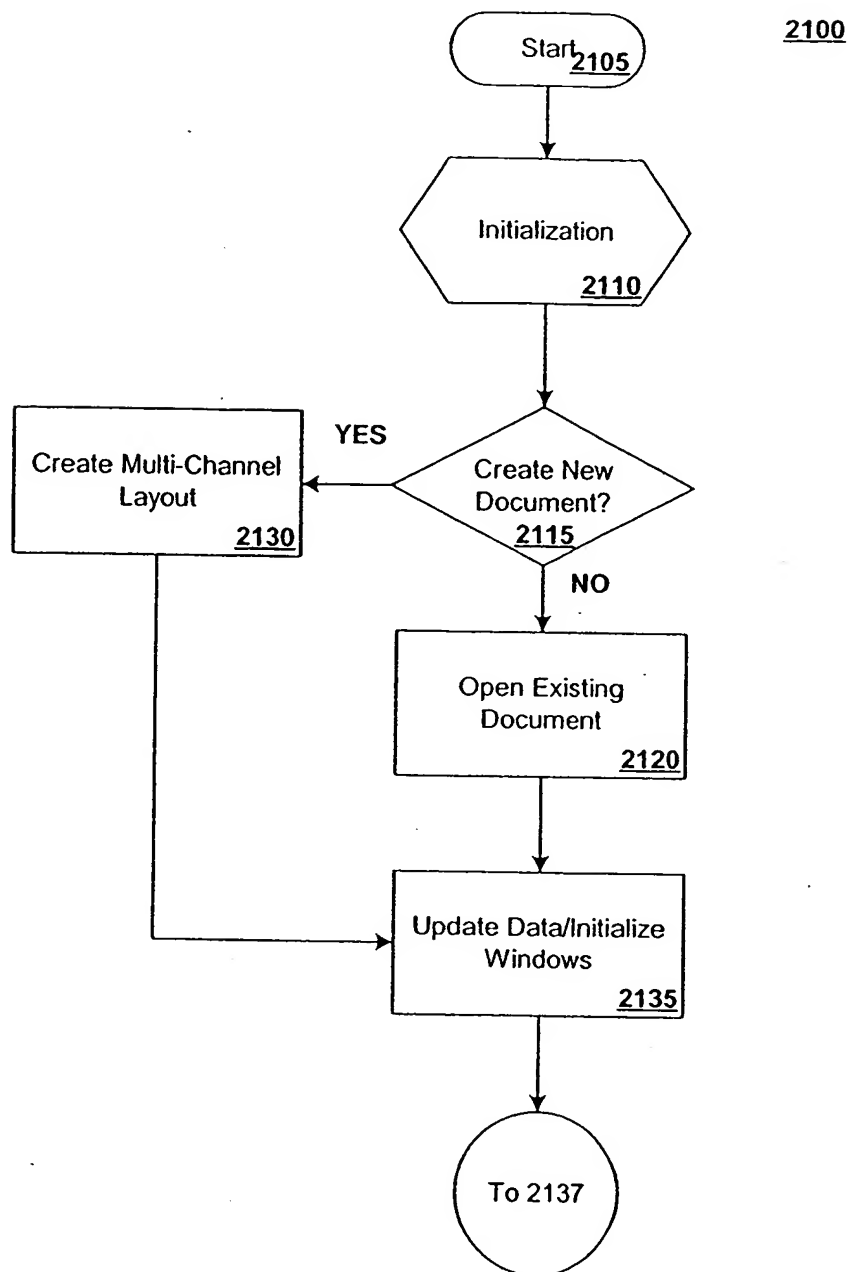 2100
Start
2105
Initialization
2110
YES
Create New
Document?
2115
Create Multi-Channel
Layout
2130
NO
Open Existing
Document
2120
Update Data/Initialize
Windows
2135
To 2137